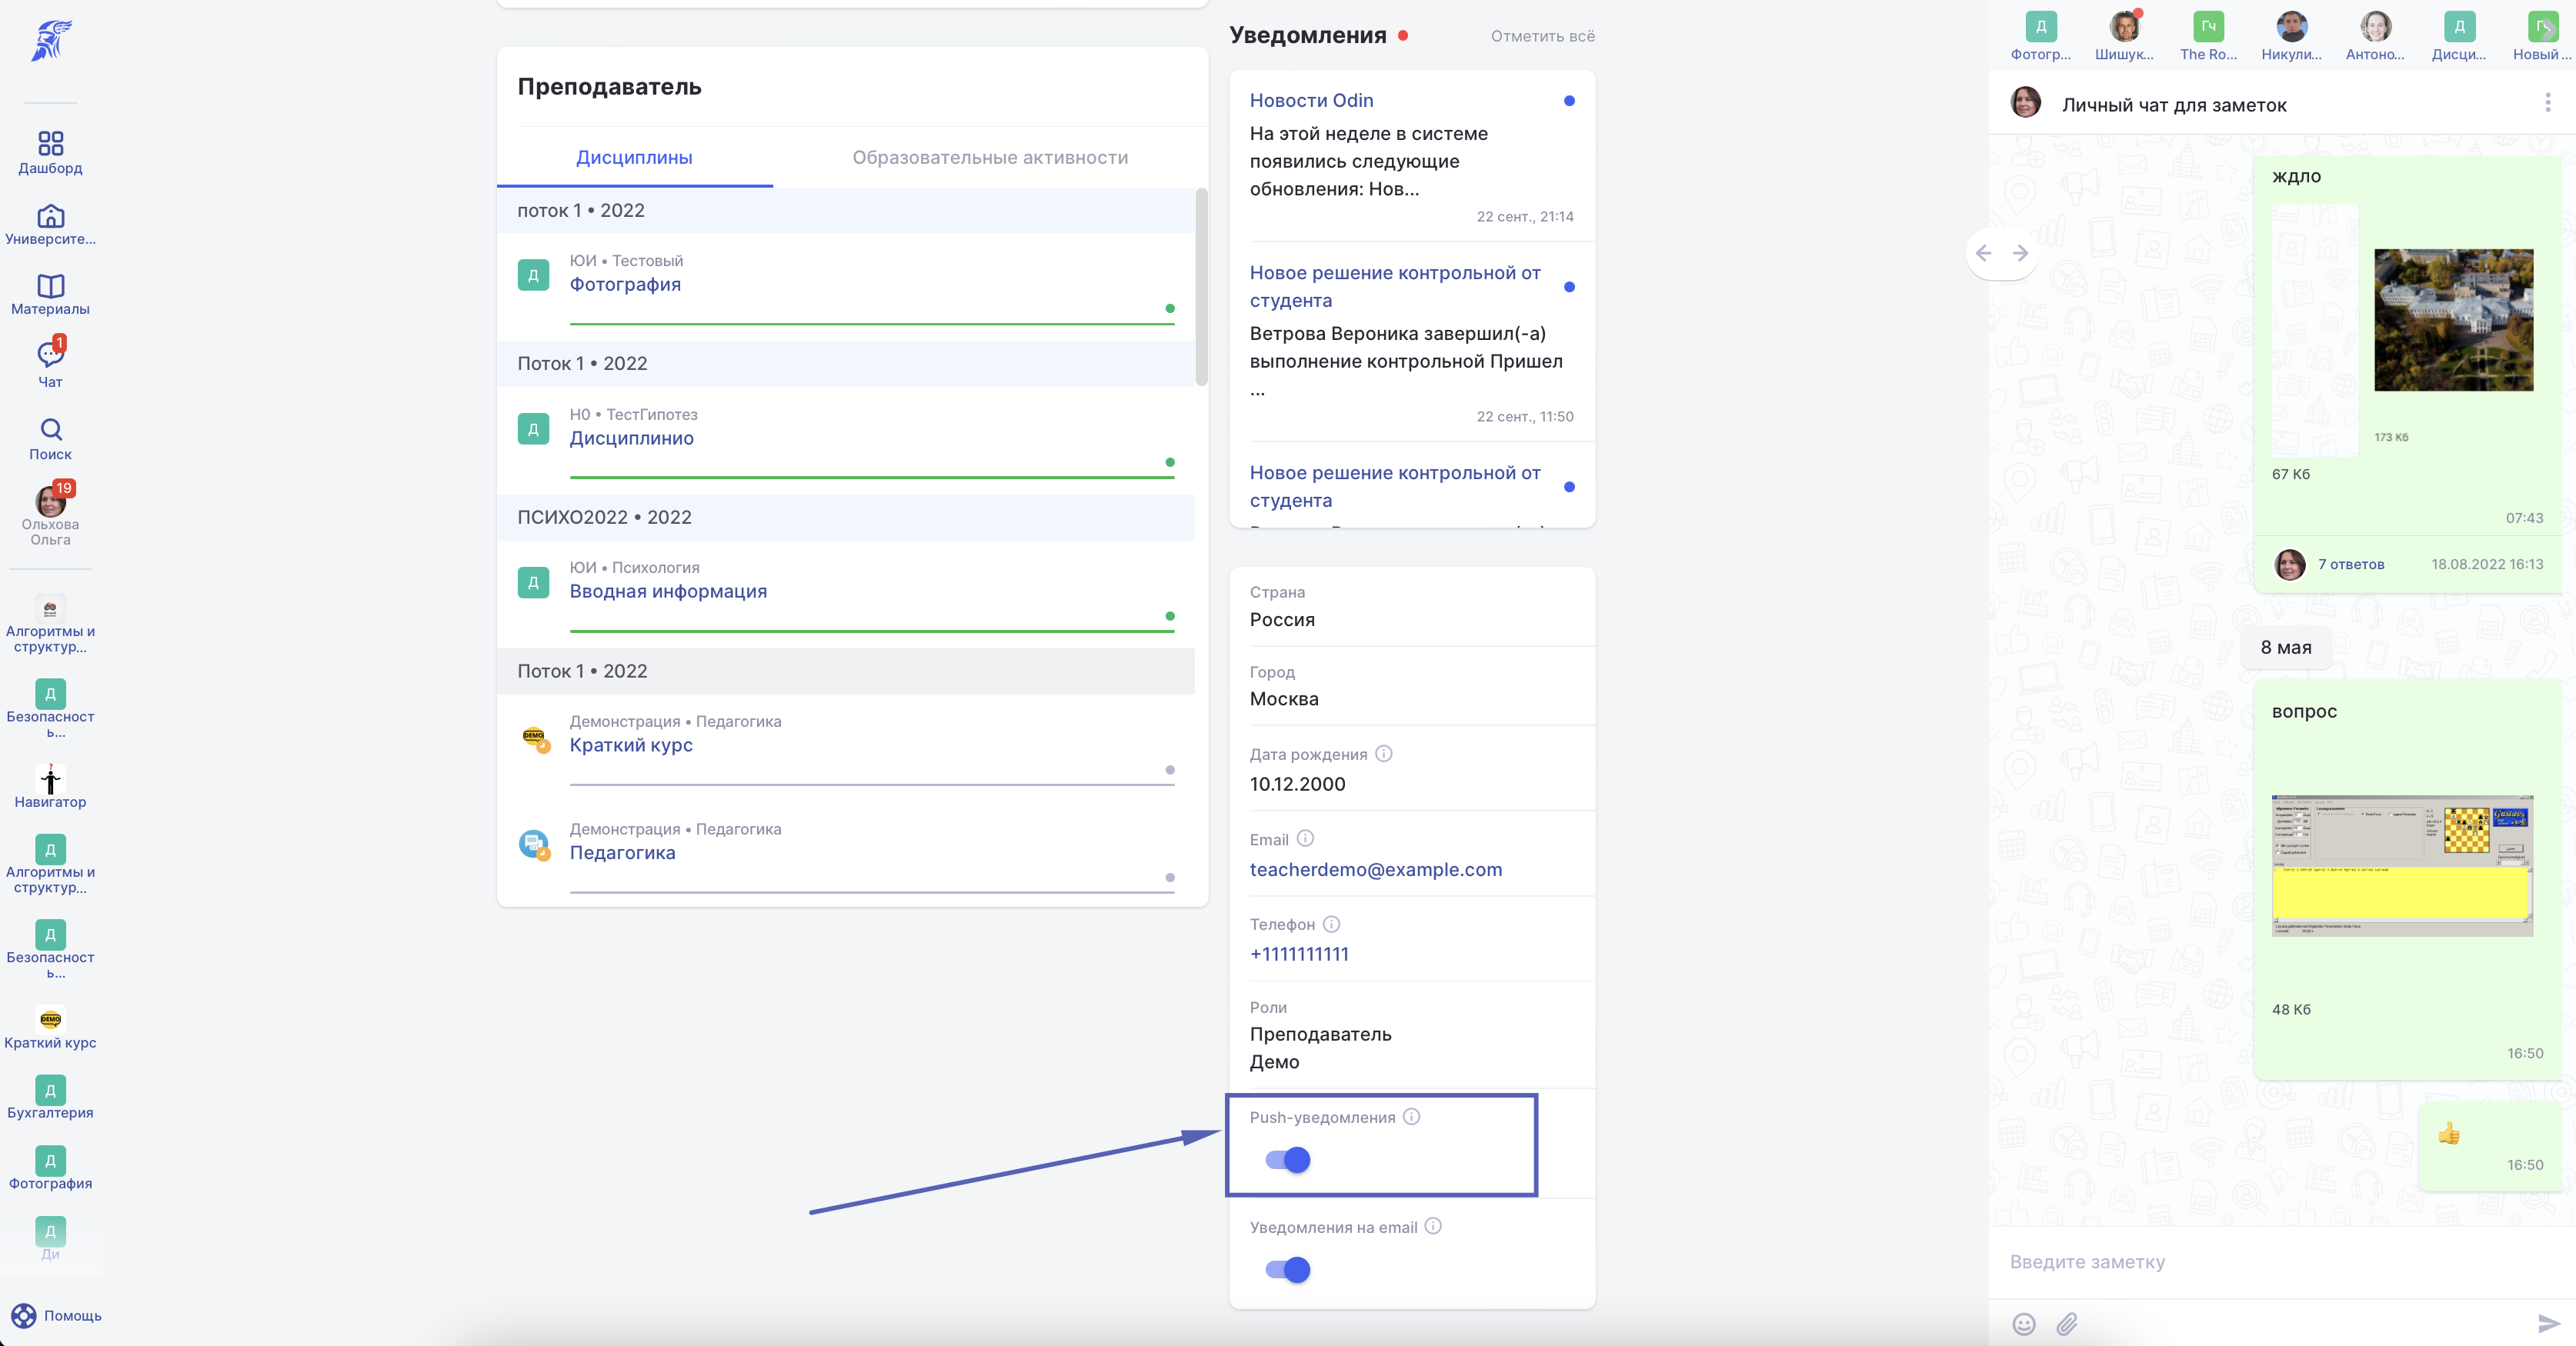 Дашборд
Университе...
Материалы
1
Чат
Поиск
19
Ольхова
Ольга
Алгоритмы и
структур...
Д
Безопасност
ь...
?
Навигатор
Д
Алгоритмы и
структур...
Д
Безопасност
ь...
DEMO
Краткий курс
Д
Бухгалтерия
Д
Фотография
Д
Ди
Помощь
Преподаватель
Дисциплины
Образовательные активности
поток 1 • 2022
Д
ЮИ • Тестовый
Фотография
Поток 1 • 2022
Д
Н0 • ТестГипотез
Дисциплинио
ПСИХО2022 • 2022
Д
ЮИ • Психология
Вводная информация
Поток 1 • 2022
DEMO
Демонстрация • Педагогика
Краткий курс
Демонстрация • Педагогика
Педагогика
Уведомления
Отметить всё
Новости Odin
На этой неделе в системе
появились следующие
обновления: Нов...
22 сент., 21:14
Новое решение контрольной от
студента
Ветрова Вероника завершил(-а)
выполнение контрольной Пришел
...
22 сент., 11:50
Новое решение контрольной от
студента
Страна
Россия
Город
Москва
Дата рождения
10.12.2000
Email
teacherdemo@example.com
Телефон
+1111111111
Роли
Преподаватель
Демо
Push-уведомления
Уведомления на email
Д
Фотогр...
Шишук...
Гч
The Ro...
Никули...
Антоно...
Д
Дисци...
Новый ...
Личный чат для заметок
ждло
173 Кб
67 Кб
07:43
7 ответов
18.08.2022 16:13
8 мая
вопрос
48 Кб
16:50
16:50
Введите заметку